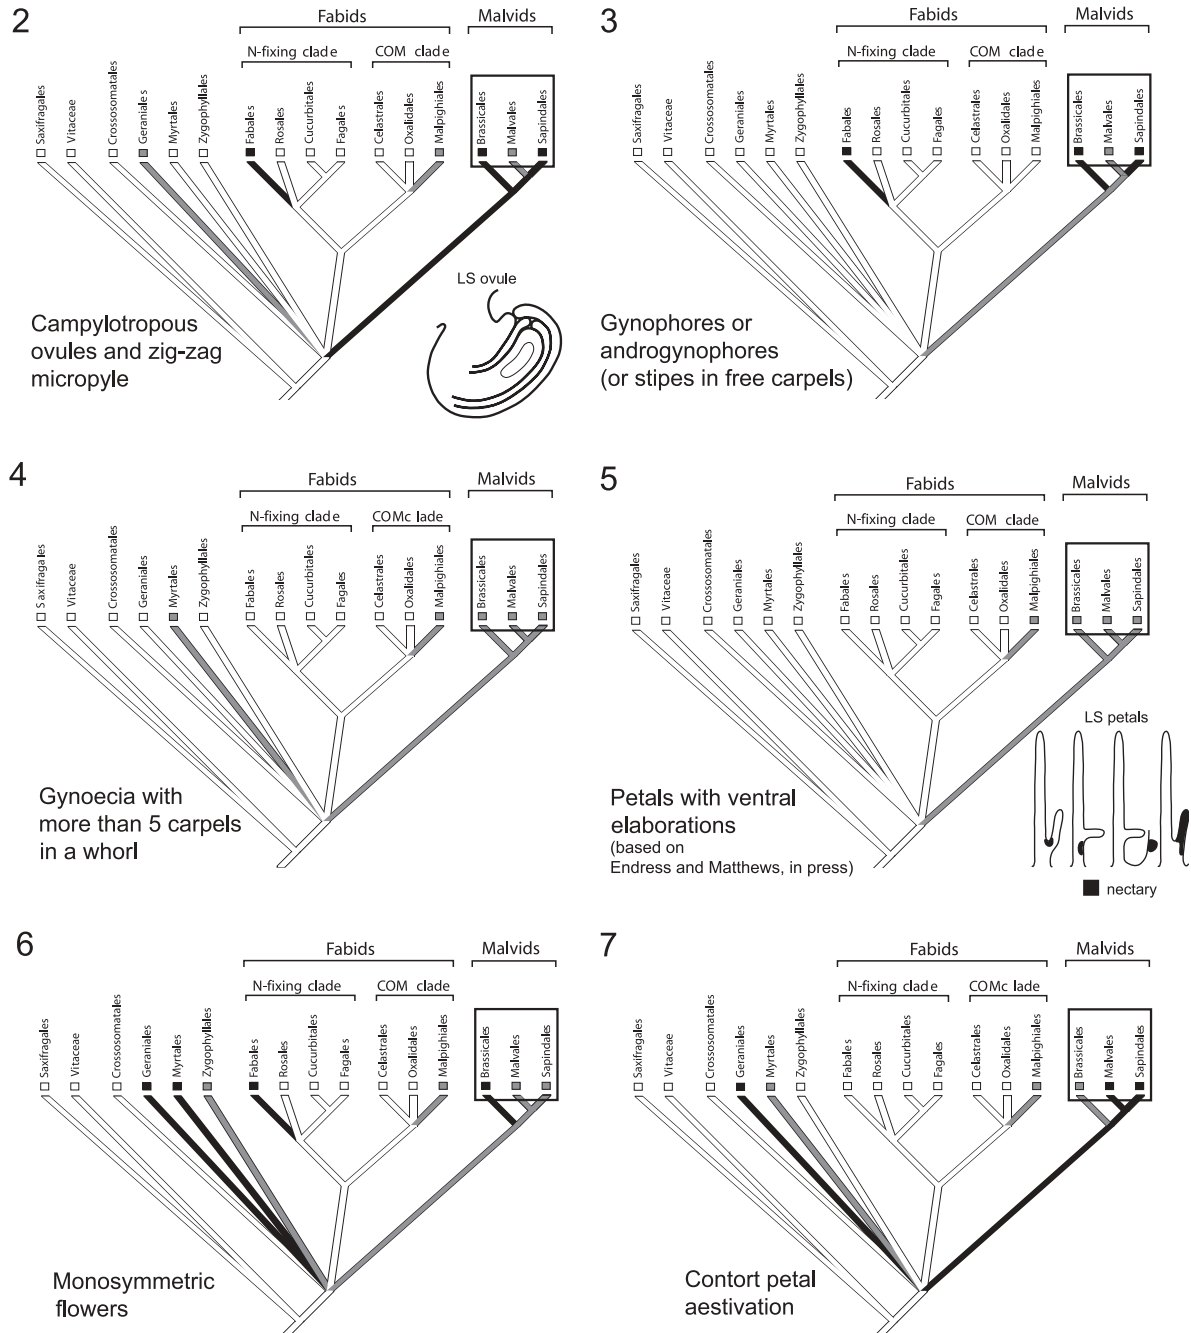 2
Fabids
Malvids
N-fixing clade
COM clade
Saxifragales
Vitaceae
Crossosomatales
Geraniales
Myrtales
Zygophyllales
Fabales
Rosales
Cucurbitales
Fagales
Celastrales
Oxalidales
Malpighiales
Brassicales
Malvales
Sapindales
LS ovule
Campylotropous
ovules and zig-zag
micropyle
3
Fabids
Malvids
N-fixing clade
COM clade
Saxifragales
Vitaceae
Crossosomatales
Geraniales
Myrtales
Zygophyllales
Fabales
Rosales
Cucurbitales
Fagales
Celastrales
Oxalidales
Malpighiales
Brassicales
Malvales
Sapindales
Gynophores or
androgynophores
(or stipes in free carpels)
4
Fabids
Malvids
N-fixing clade
COMc lade
S axifragales
Vitaceae
Crossosomatales
Geraniales
Myrtales
Zygophyllales
Fabales
Rosales
Cucurbitales
Fagales
Celastrales
Oxalidales
Malpighiales
Brassicales
Malvales
Sapindales
Gynoecia with
more than 5 carpels
in a whorl
5
Fabids
Malvids
N-fixing clade
COM clade
Saxifragales
Vitaceae
Crossosomatales
Geraniales
Myrtales
Zygophyllales
Fabales
Rosales
Cucurbitales
Fagales
Celastrales
Oxalidales
Malpighiales
Brassicales
Malvales
Sapindales
LS petals
Petals with ventral
elaborations
(based on
Endress and Matthews, in press)
nectary
6
Fabids
Malvids
N-fixing clade
COM clade
Saxifragales
Vitaceae
Crossosomatales
Geraniales
Myrtales
Zygophyllales
Fabales
Rosales
Cucurbitales
Fagales
Celastrales
Oxalidales
Malpighiales
Brassicales
Malvales
Sapindales
Monosymmetric
flowers
7
Fabids
Malvids
N-fixing clade
COMc lade
Saxifragales
Vitaceae
Crossosomatales
Geraniales
Myrtales
Zygophyllales
Fabales
Rosales
Cucurbitales
Fagales
Celastrales
Oxalidales
Malpighiales
Brassicales
Malvales
Sapindales
Contort petal
aestivation